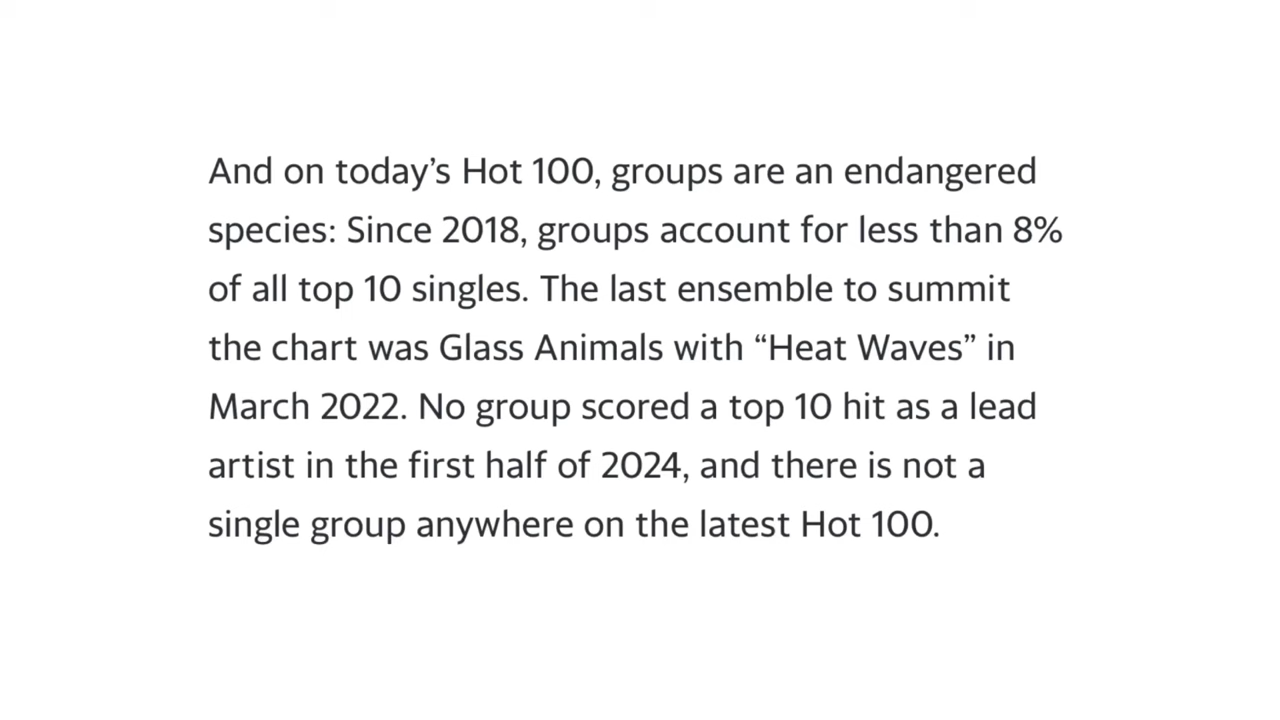 And on today’s Hot 100, groups are an endangered
species: Since 2018, groups account for less than 8%
of all top 10 singles. The last ensemble to summit
the chart was Glass Animals with “Heat Waves” in
March 2022. No group scored a top 10 hit as a lead
artist in the first half of 2024, and there is not a
single group anywhere on the latest Hot 100.